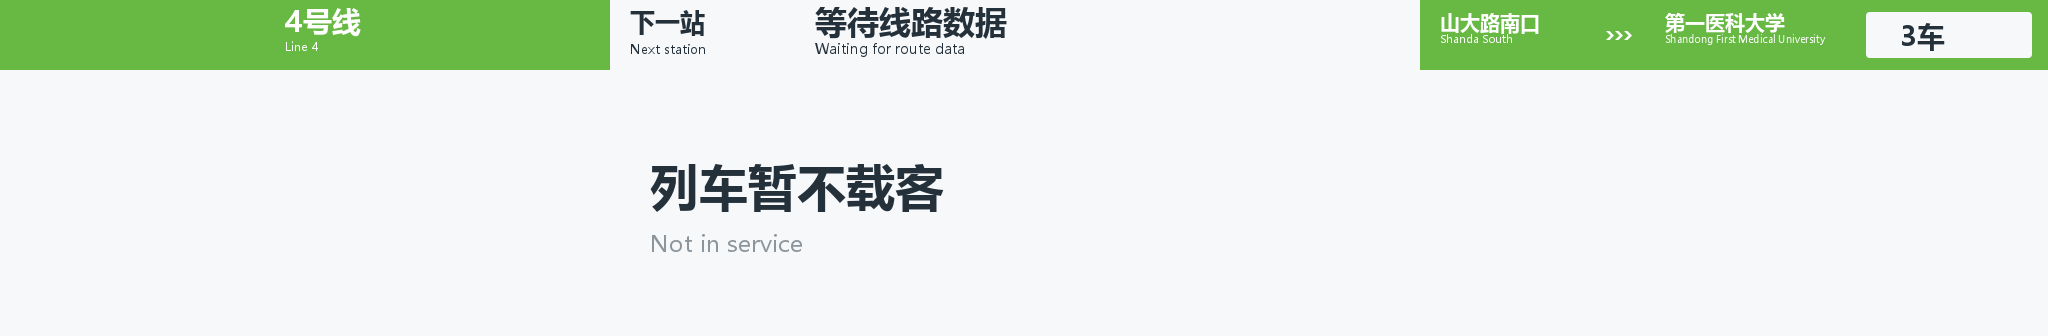 4号线
Line 4
下一站
Next station
等待线路数据
Waiting for route data
山大路南口
Shanda South
›››
第一医科大学
Shandong First Medical University
3车
列车暂不载客
Not in service